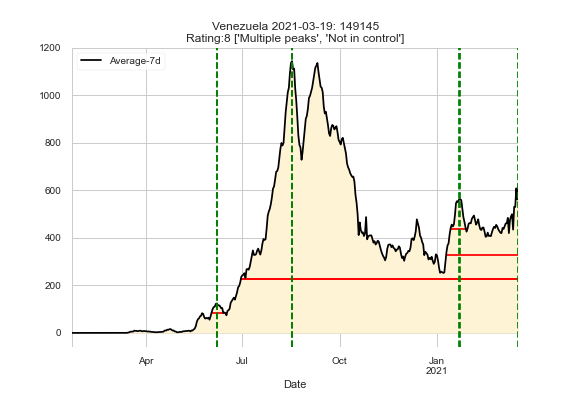 Venezuela 2021-03-19: 149145
Rating:8 ['Multiple peaks', 'Not in control']
Average-7d
1200
1000
800
600
400
200
0
Apr Jul Oct Jan
2021
Date